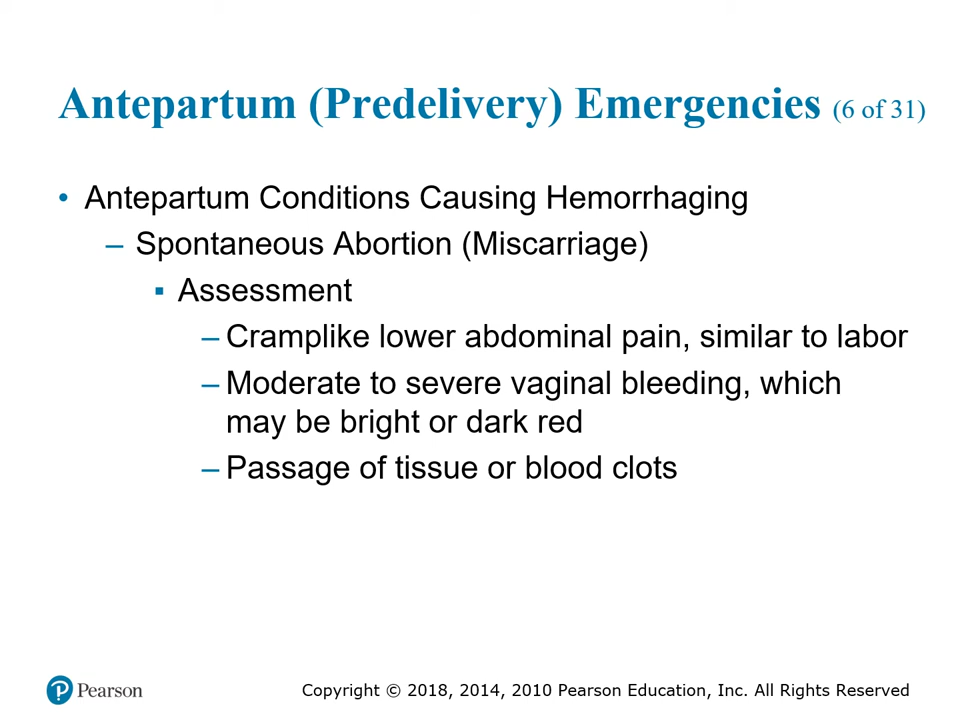 Antepartum (Predelivery) Emergencies (6 of 31)
• Antepartum Conditions Causing Hemorrhaging
– Spontaneous Abortion (Miscarriage)
▪ Assessment
– Cramplike lower abdominal pain, similar to labor
– Moderate to severe vaginal bleeding, which
may be bright or dark red
– Passage of tissue or blood clots
Pearson
Copyright © 2018, 2014, 2010 Pearson Education, Inc. All Rights Reserved